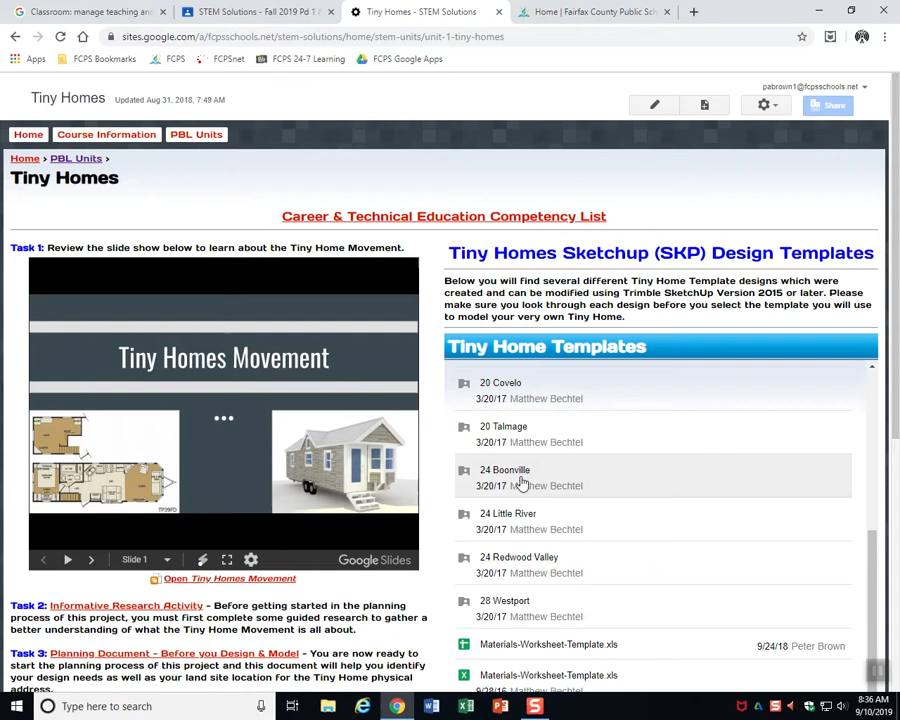 Classroom: manage teaching and
STEM Solutions - Fall 2019 Pd 1 &
Tiny Homes - STEM Solutions
Home | Fairfax County Public Sc
sites.google.com/a/fcpsschools.net/stem-solutions/home/stem-units/unit-1-tiny-homes
Apps
FCPS Bookmarks
FCPS
FCPSnet
FCPS 24-7 Learning
FCPS Google Apps
pabrown1@fcpsschools.net
Tiny Homes Updated Aug 31, 2018, 7:49 AM
Share
Home
Course Information
PBL Units
Home › PBL Units ›
Tiny Homes
Career & Technical Education Competency List
Task 1: Review the slide show below to learn about the Tiny Home Movement.
Tiny Homes Movement
TP39FD
Slide 1
Google Slides
Open Tiny Homes Movement
Task 2: Informative Research Activity - Before getting started in the planning
process of this project, you must first complete some guided research to gather a
better understanding of what the Tiny Home Movement is all about.
Task 3: Planning Document - Before you Design & Model - You are now ready to
start the planning process of this project and this document will help you identify
your design needs as well as your land site location for the Tiny Home physical
address.
Tiny Homes Sketchup (SKP) Design Templates
Below you will find several different Tiny Home Template designs which were
created and can be modified using Trimble SketchUp Version 2015 or later. Please
make sure you look through each design before you select the template you will use
to model your very own Tiny Home.
Tiny Home Templates
20 Covelo
3/20/17 Matthew Bechtel
20 Talmage
3/20/17 Matthew Bechtel
24 Boonville
3/20/17 Matthew Bechtel
24 Little River
3/20/17 Matthew Bechtel
24 Redwood Valley
3/20/17 Matthew Bechtel
28 Westport
3/20/17 Matthew Bechtel
Materials-Worksheet-Template.xls
9/24/18 Peter Brown
Materials-Worksheet-Template.xls
9/28/16 Matthew Bechtel
Type here to search
8:36 AM
9/10/2019